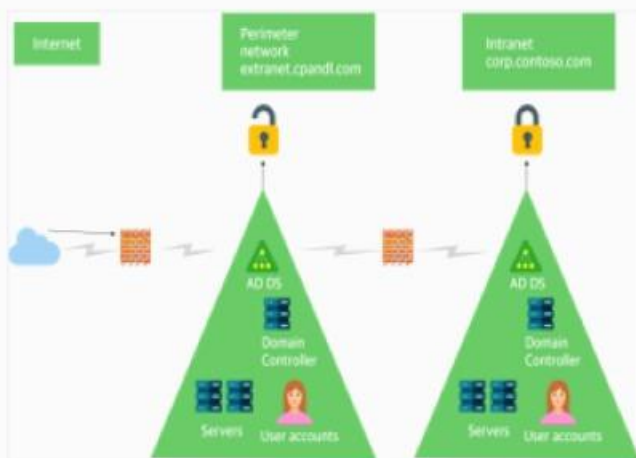 Internet
Perimeter
network
extranet.cpandl.com
Intranet
corp.contoso.com
AD DS
Domain
Controller
Servers
User accounts
AD DS
Domain
Controller
Servers
User accounts